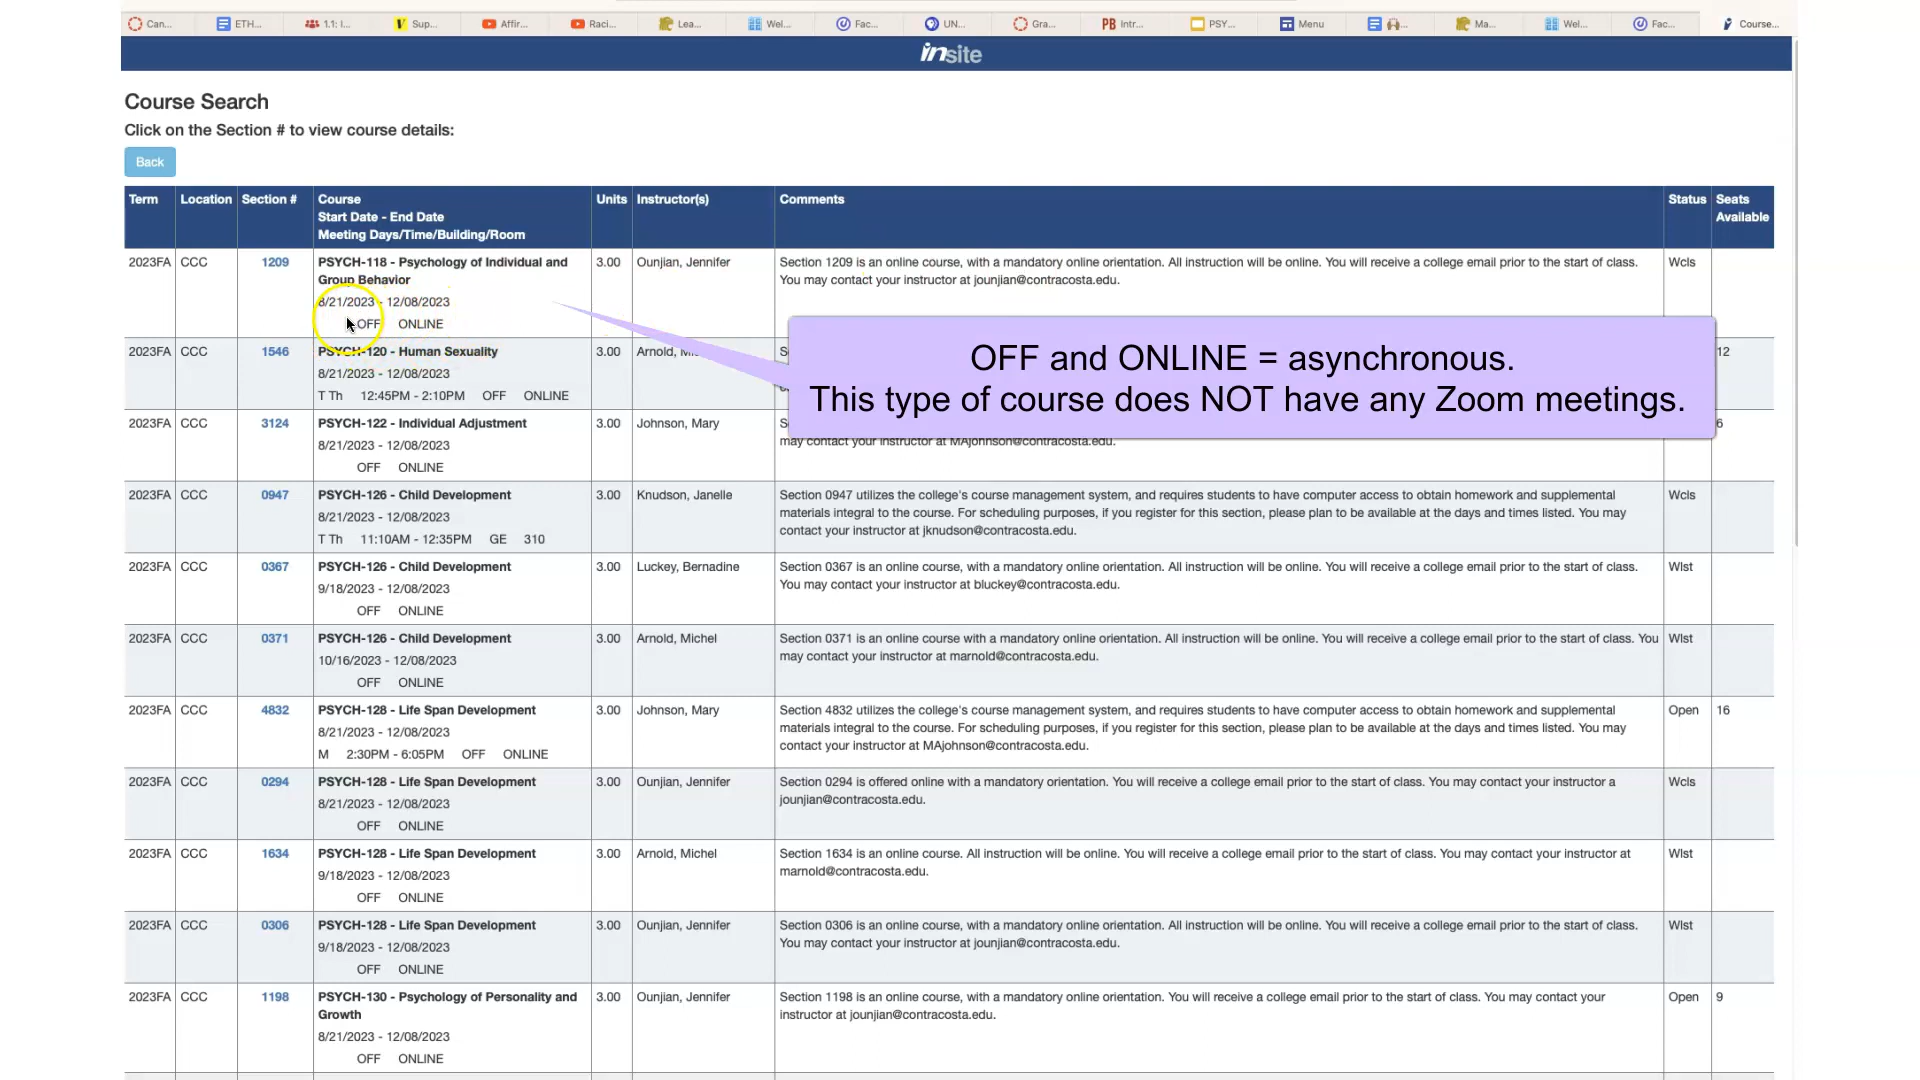 Can...
ETH...
1.1: I...
Sup...
Affir...
Raci...
Lea...
Wel...
Fac...
UN...
Gra...
PB Intr...
PSY...
Menu
Ma...
Wel...
Fac...
Course...
insite
Course Search
Click on the Section # to view course details:
Back
Term Location Section # Course Units Instructor(s) Comments Status Seats
Start Date - End Date Available
Meeting Days/Time/Building/Room
2023FA CCC 1209 PSYCH-118 - Psychology of Individual and 3.00 Ounjian, Jennifer Section 1209 is an online course, with a mandatory online orientation. All instruction will be online. You will receive a college email prior to the start of class. Wcls
Group Behavior You may contact your instructor at jounjian@contracosta.edu.
8/21/2023 - 12/08/2023
OFF ONLINE
OFF and ONLINE = asynchronous.
This type of course does NOT have any Zoom meetings.
2023FA CCC 1546 PSYCH-120 - Human Sexuality 3.00 Arnold, 12
8/21/2023 - 12/08/2023
T Th 12:45PM - 2:10PM OFF ONLINE
2023FA CCC 3124 PSYCH-122 - Individual Adjustment 3.00 Johnson, Mary 6
8/21/2023 - 12/08/2023 may contact your instructor at MAjohnson@contracosta.edu.
OFF ONLINE
2023FA CCC 0947 PSYCH-126 - Child Development 3.00 Knudson, Janelle Section 0947 utilizes the college's course management system, and requires students to have computer access to obtain homework and supplemental Wcls
8/21/2023 - 12/08/2023 materials integral to the course. For scheduling purposes, if you register for this section, please plan to be available at the days and times listed. You may
T Th 11:10AM - 12:35PM GE 310 contact your instructor at jknudson@contracosta.edu.
2023FA CCC 0367 PSYCH-126 - Child Development 3.00 Luckey, Bernadine Section 0367 is an online course, with a mandatory online orientation. All instruction will be online. You will receive a college email prior to the start of class. Wlst
9/18/2023 - 12/08/2023 You may contact your instructor at bluckey@contracosta.edu.
OFF ONLINE
2023FA CCC 0371 PSYCH-126 - Child Development 3.00 Arnold, Michel Section 0371 is an online course with a mandatory online orientation. All instruction will be online. You will receive a college email prior to the start of class. You Wlst
10/16/2023 - 12/08/2023 may contact your instructor at marnold@contracosta.edu.
OFF ONLINE
2023FA CCC 4832 PSYCH-128 - Life Span Development 3.00 Johnson, Mary Section 4832 utilizes the college's course management system, and requires students to have computer access to obtain homework and supplemental Open 16
8/21/2023 - 12/08/2023 materials integral to the course. For scheduling purposes, if you register for this section, please plan to be available at the days and times listed. You may
M 2:30PM - 6:05PM OFF ONLINE contact your instructor at MAjohnson@contracosta.edu.
2023FA CCC 0294 PSYCH-128 - Life Span Development 3.00 Ounjian, Jennifer Section 0294 is offered online with a mandatory orientation. You will receive a college email prior to the start of class. You may contact your instructor a Wcls
8/21/2023 - 12/08/2023 jounjian@contracosta.edu.
OFF ONLINE
2023FA CCC 1634 PSYCH-128 - Life Span Development 3.00 Arnold, Michel Section 1634 is an online course. All instruction will be online. You will receive a college email prior to the start of class. You may contact your instructor at Wlst
9/18/2023 - 12/08/2023 marnold@contracosta.edu.
OFF ONLINE
2023FA CCC 0306 PSYCH-128 - Life Span Development 3.00 Ounjian, Jennifer Section 0306 is an online course, with a mandatory online orientation. All instruction will be online. You will receive a college email prior to the start of class. Wlst
9/18/2023 - 12/08/2023 You may contact your instructor at jounjian@contracosta.edu.
OFF ONLINE
2023FA CCC 1198 PSYCH-130 - Psychology of Personality and 3.00 Ounjian, Jennifer Section 1198 is an online course, with a mandatory online orientation. You will receive a college email prior to the start of class. You may contact your Open 9
Growth instructor at jounjian@contracosta.edu.
8/21/2023 - 12/08/2023
OFF ONLINE